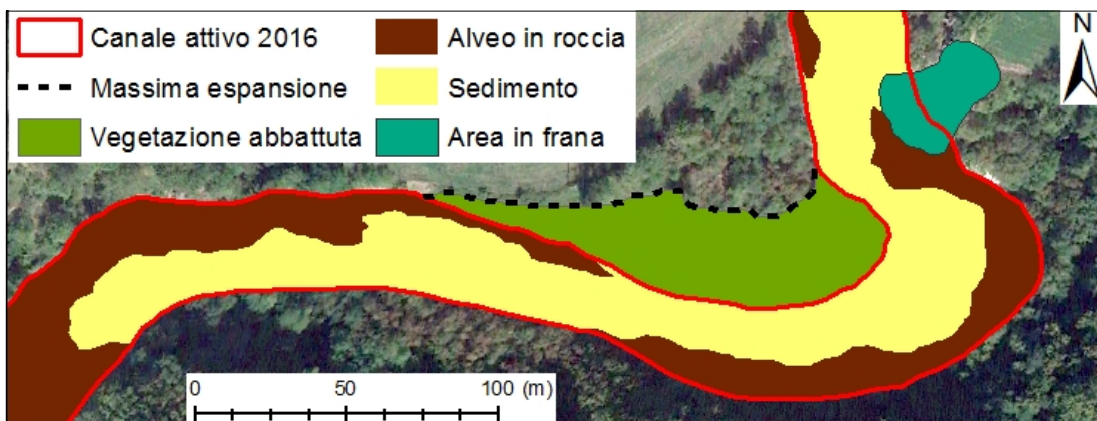 Canale attivo 2016
Alveo in roccia
Massima espansione
Sedimento
Vegetazione abbattuta
Area in frana
N
0 50 100 (m)